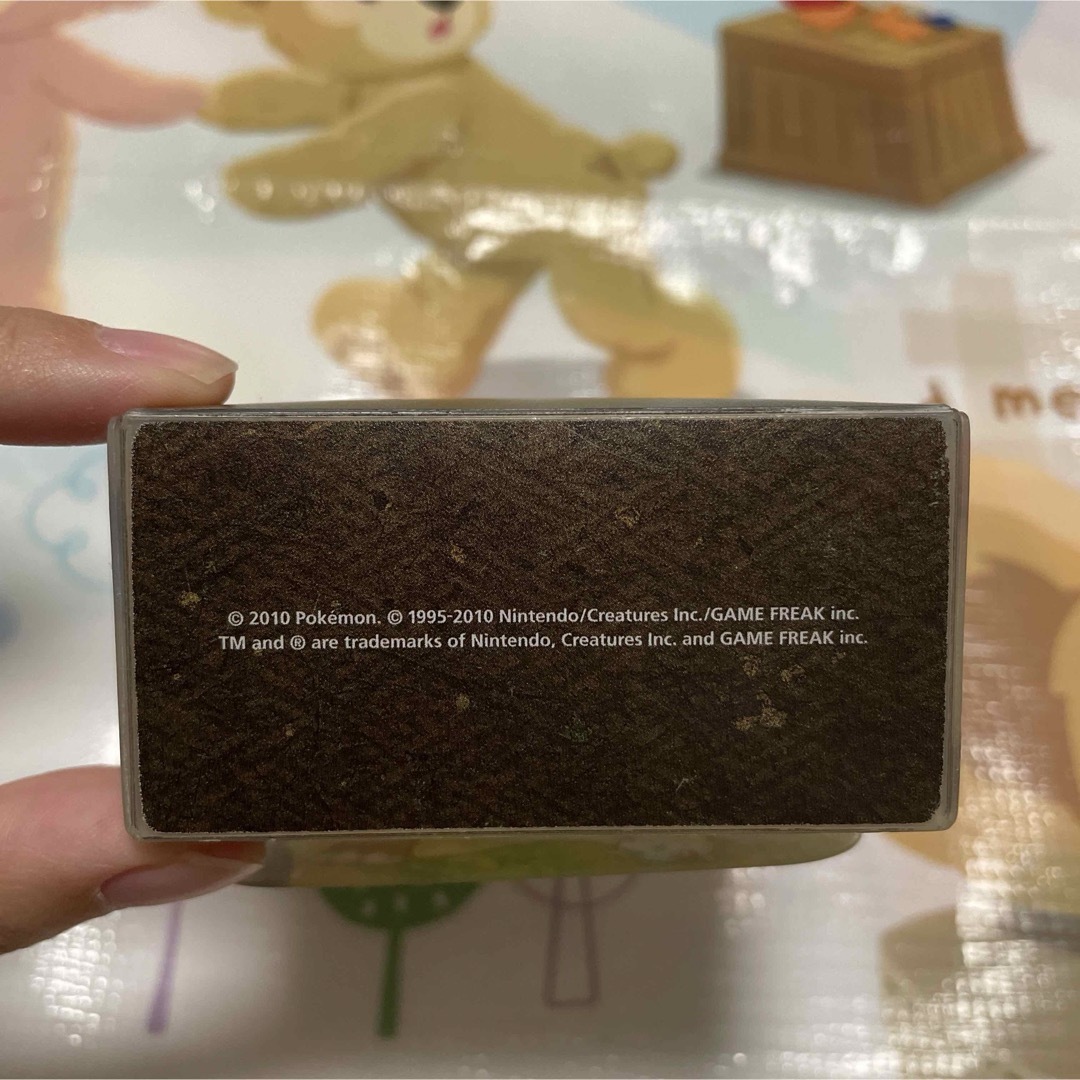 me
© 2010 Pokémon. © 1995-2010 Nintendo/Creatures Inc./GAME FREAK inc.
TM and ® are trademarks of Nintendo, Creatures Inc. and GAME FREAK inc.